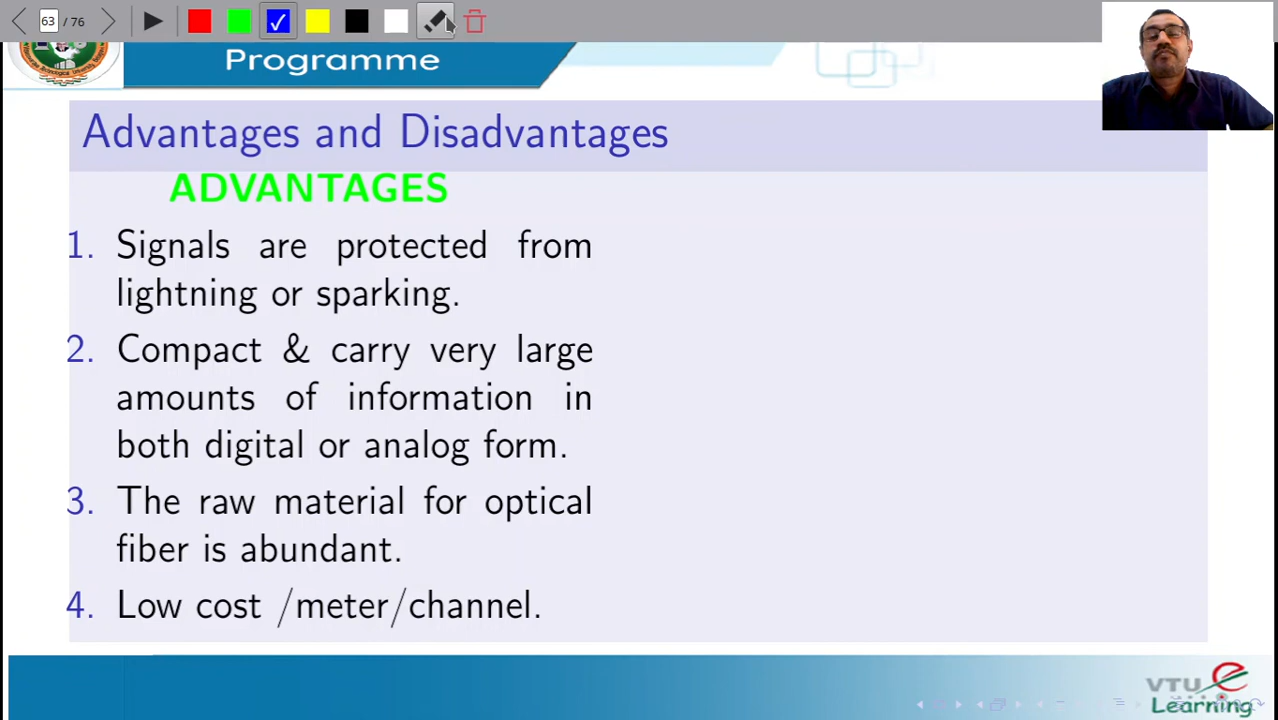 63 / 76
Programme
Advantages and Disadvantages
ADVANTAGES
1. Signals are protected from
lightning or sparking.
2. Compact & carry very large
amounts of information in
both digital or analog form.
3. The raw material for optical
fiber is abundant.
4. Low cost /meter/channel.
VTU e
Learning